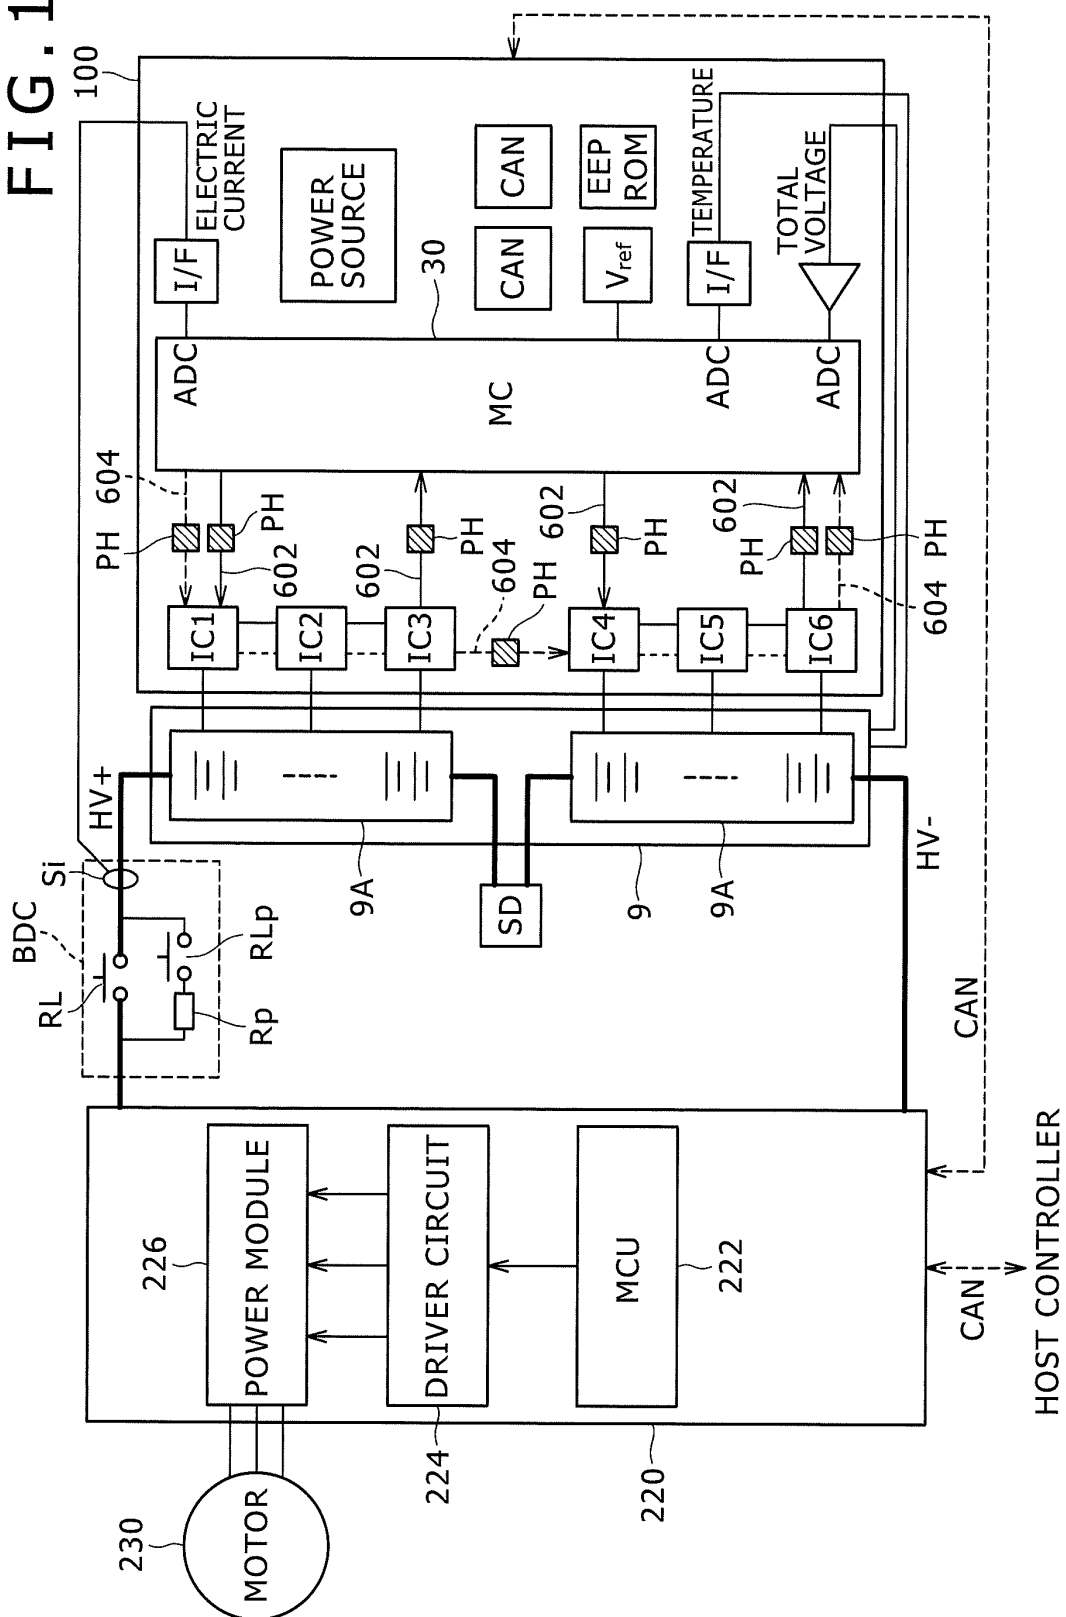 FIG. 1
100
ELECTRIC
CURRENT
I/F
POWER
SOURCE
CAN
CAN
EEP
ROM
Vref
TEMPERATURE
I/F
TOTAL
VOLTAGE
30
ADC
MC
ADC
ADC
604
PH
PH
602
602
PH
604
PH
602
PH
602
PH
PH
604
IC1
IC2
IC3
IC4
IC5
IC6
HV+
HV-
9A
9
9A
SD
Si
BDC
RL
RLp
Rp
CAN
226
POWER MODULE
DRIVER CIRCUIT
MCU
222
224
220
230
MOTOR
CAN
HOST CONTROLLER